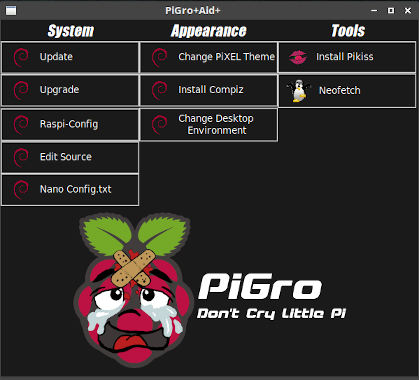 PiGro+Aid+
System
Appearance
Tools
Update
Change PiXEL Theme
Install Pikiss
Upgrade
Install Compiz
Neofetch
Raspi-Config
Change Desktop
Environment
Edit Source
Nano Config.txt
PiGro
Don't Cry Little Pi